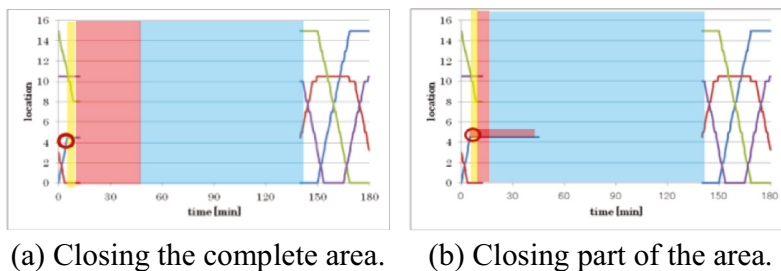 16
14
12
10
8
6
4
2
0
location
0 30 60 90 120 150 180
time [min]
(a) Closing the complete area.
16
14
12
10
8
6
4
2
0
location
0 30 60 90 120 150 180
time [min]
(b) Closing part of the area.